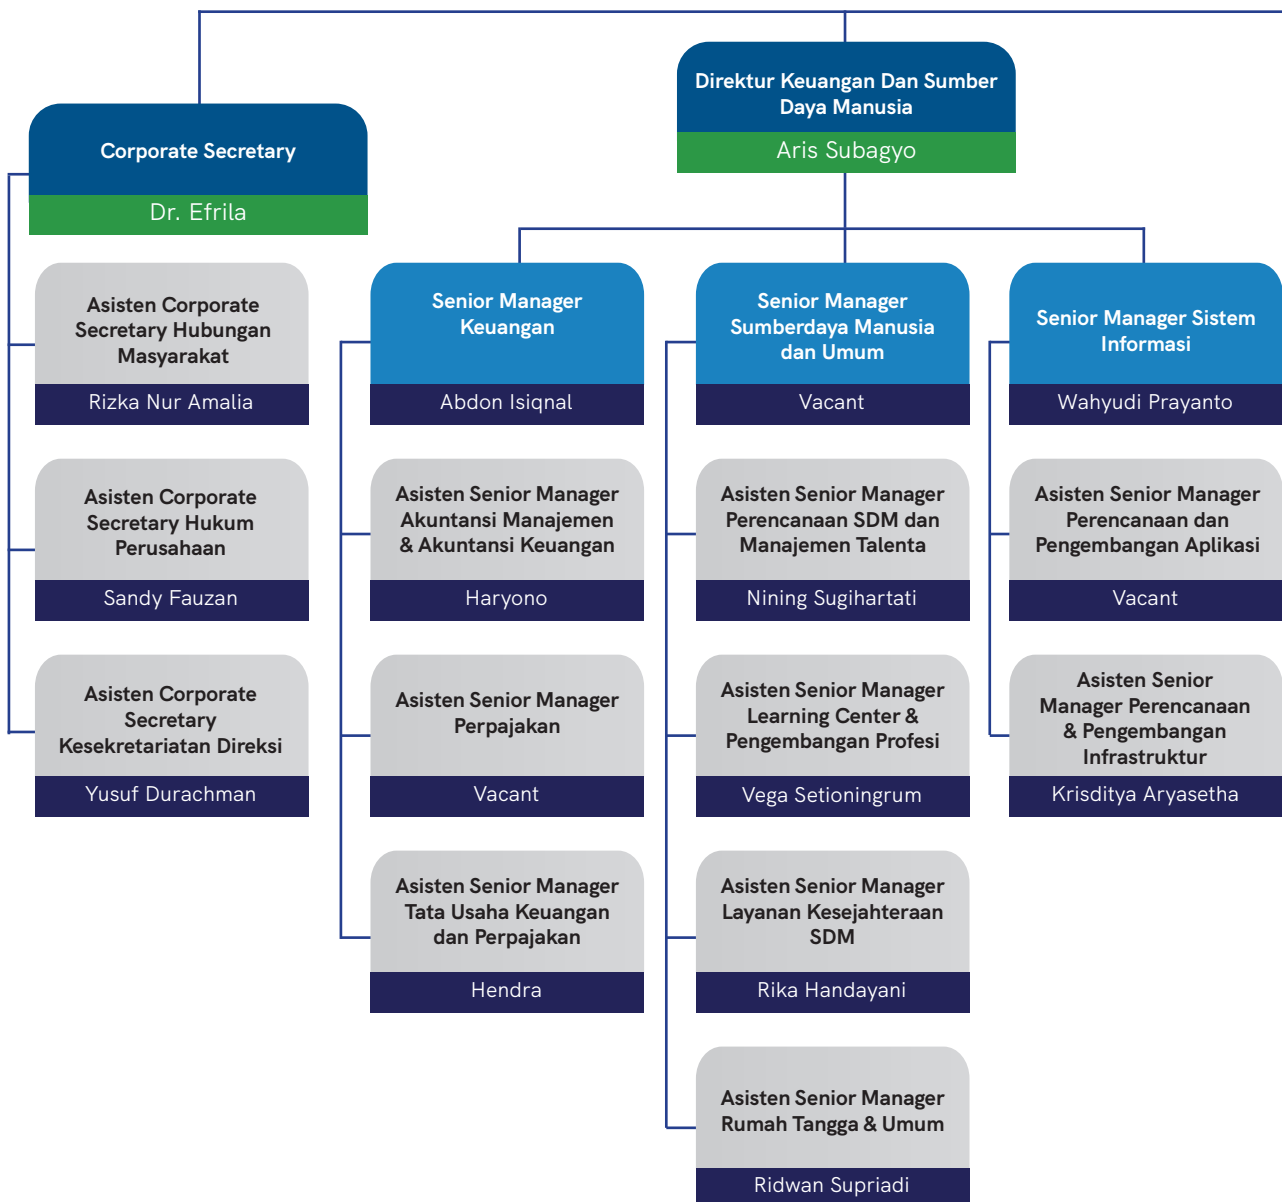 Direktur Keuangan Dan Sumber
Daya Manusia
Aris Subagyo
Corporate Secretary
Dr. Efrila
Asisten Corporate
Secretary Hubungan
Masyarakat
Rizka Nur Amalia
Asisten Corporate
Secretary Hukum
Perusahaan
Sandy Fauzan
Asisten Corporate
Secretary
Kesekretariatan Direksi
Yusuf Durachman
Senior Manager
Keuangan
Abdon Isiqnal
Asisten Senior Manager
Akuntansi Manajemen
& Akuntansi Keuangan
Haryono
Asisten Senior Manager
Perpajakan
Vacant
Asisten Senior Manager
Tata Usaha Keuangan
dan Perpajakan
Hendra
Senior Manager
Sumberdaya Manusia
dan Umum
Vacant
Asisten Senior Manager
Perencanaan SDM dan
Manajemen Talenta
Nining Sugihartati
Asisten Senior Manager
Learning Center &
Pengembangan Profesi
Vega Setioningrum
Asisten Senior Manager
Layanan Kesejahteraan
SDM
Rika Handayani
Asisten Senior Manager
Rumah Tangga & Umum
Ridwan Supriadi
Senior Manager Sistem
Informasi
Wahyudi Prayanto
Asisten Senior Manager
Perencanaan dan
Pengembangan Aplikasi
Vacant
Asisten Senior
Manager Perencanaan
& Pengembangan
Infrastruktur
Krisditya Aryasetha